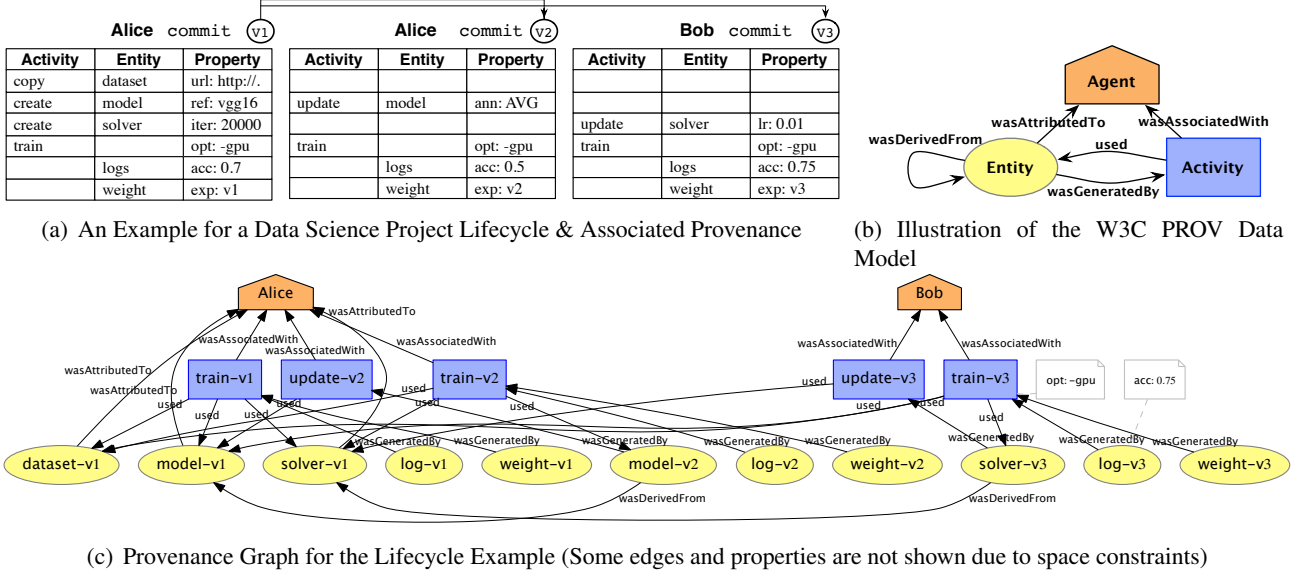 Alice commit v1
Activity Entity Property
copy dataset url: http://.
create model ref: vgg16
create solver iter: 20000
train opt: -gpu
logs acc: 0.7
weight exp: v1
Alice commit v2
Activity Entity Property
update model ann: AVG
train opt: -gpu
logs acc: 0.5
weight exp: v2
Bob commit v3
Activity Entity Property
update solver lr: 0.01
train opt: -gpu
logs acc: 0.75
weight exp: v3
(a) An Example for a Data Science Project Lifecycle & Associated Provenance
Agent
wasAttributedTo wasAssociatedWith
wasDerivedFrom
used
Entity Activity
wasGeneratedBy
(b) Illustration of the W3C PROV Data
Model
Alice Bob
wasAttributedTo
wasAssociatedWith wasAssociatedWith wasAssociatedWith wasAssociatedWith
wasAssociatedWith
wasAttributedTo
train-v1 update-v2 train-v2 update-v3 train-v3 opt: -gpu acc: 0.75
wasAttributedTo
used used used used used used used used used used
wasGeneratedBy wasGeneratedBy wasGeneratedBy wasGeneratedBy wasGeneratedBy wasGeneratedBy wasGeneratedBy
dataset-v1 model-v1 solver-v1 log-v1 weight-v1 model-v2 log-v2 weight-v2 solver-v3 log-v3 weight-v3
wasDerivedFrom wasDerivedFrom
(c) Provenance Graph for the Lifecycle Example (Some edges and properties are not shown due to space constraints)